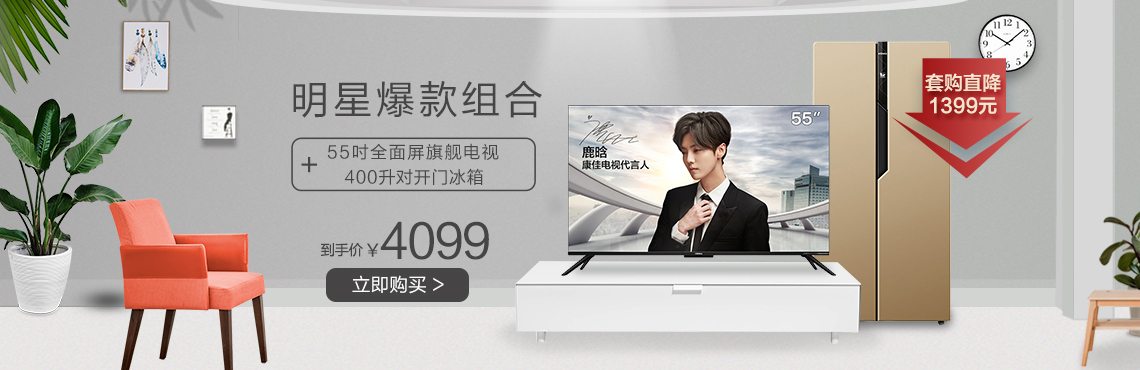 明星爆款组合
+
55吋全面屏旗舰电视
400升对开门冰箱
到手价￥4099
立即购买 >
55"
鹿晗
康佳电视代言人
套购直降
1399元